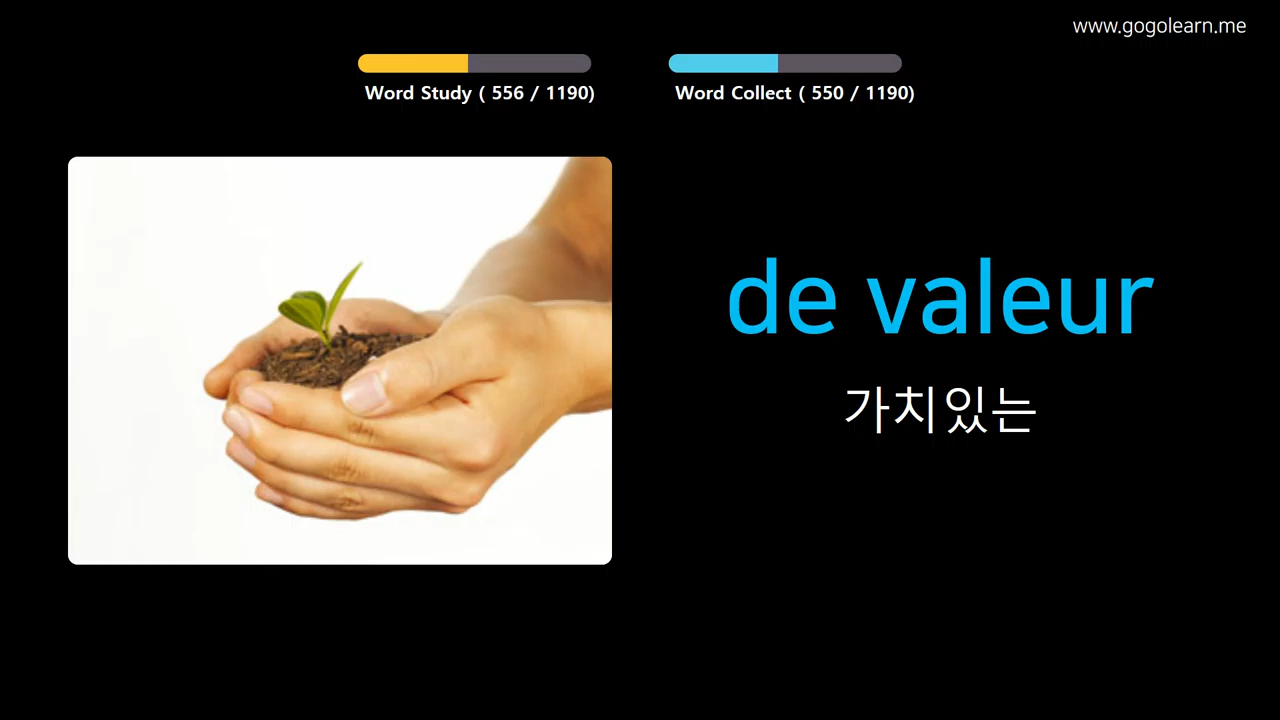 www.gogolearn.me
Word Study ( 556 / 1190)
Word Collect ( 550 / 1190)
de valeur
가치있는